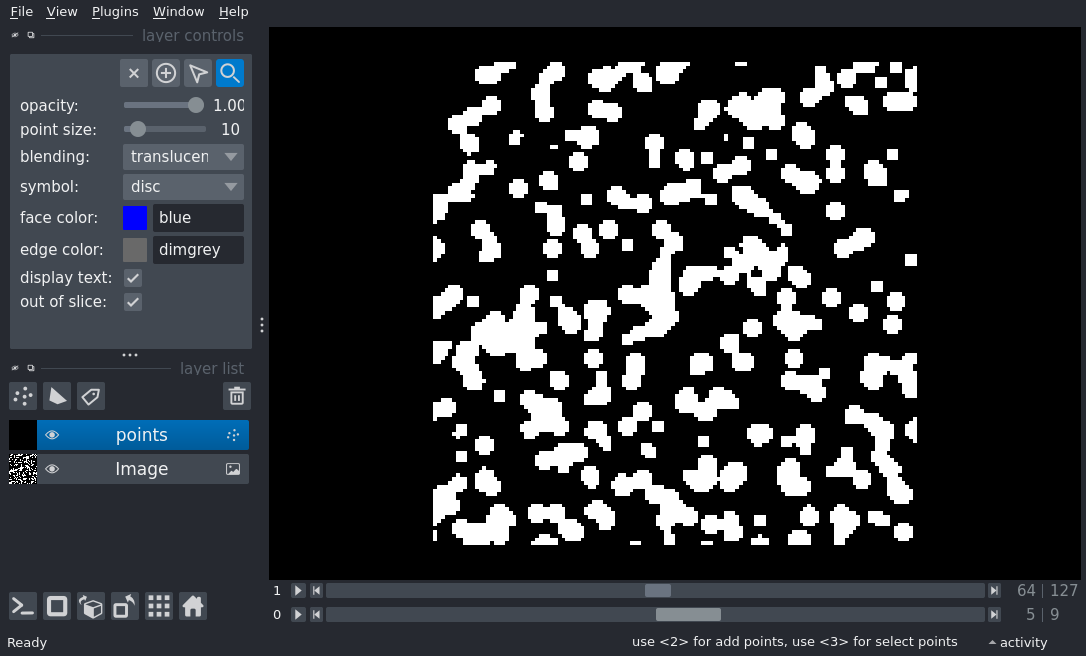 File View Plugins Window Help
layer controls
opacity: 1.00
point size: 10
blending: translucen
symbol: disc
face color: blue
edge color: dimgrey
display text:
out of slice:
layer list
points
Image
1 64 | 127
0 5 | 9
Ready use <2> for add points, use <3> for select points activity